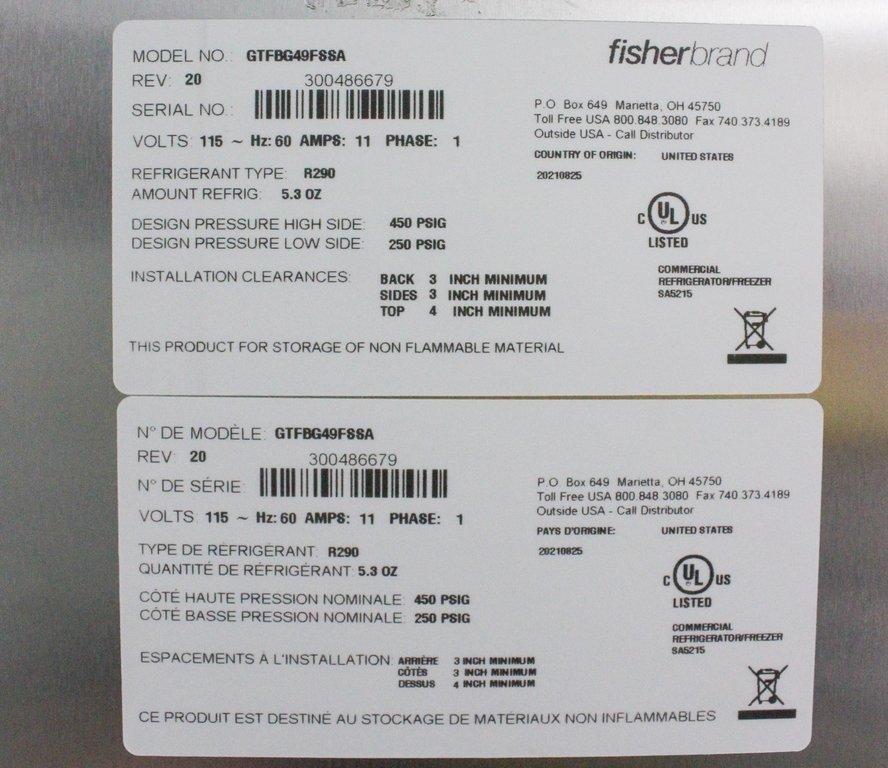 MODEL NO.: GTFBG49FSSA
fisherbrand
REV: 20
300486679
SERIAL NO.:
VOLTS: 115 ~ Hz: 60 AMPS: 11 PHASE: 1
P.O Box 649 Marietta, OH 45750
Toll Free USA 800.848.3080 Fax 740.373.4189
Outside USA - Call Distributor
COUNTRY OF ORIGIN: UNITED STATES
20210825
REFRIGERANT TYPE: R290
AMOUNT REFRIG: 5.3 OZ
DESIGN PRESSURE HIGH SIDE: 450 PSIG
DESIGN PRESSURE LOW SIDE: 250 PSIG
C UL US
LISTED
COMMERCIAL
REFRIGERATOR/FREEZER
SA5215
INSTALLATION CLEARANCES: BACK 3 INCH MINIMUM
SIDES 3 INCH MINIMUM
TOP 4 INCH MINIMUM
THIS PRODUCT FOR STORAGE OF NON FLAMMABLE MATERIAL
N° DE MODÈLE: GTFBG49FSSA
REV: 20
300486679
N° DE SÉRIE:
VOLTS: 115 ~ Hz: 60 AMPS: 11 PHASE: 1
P.O Box 649 Marietta, OH 45750
Toll Free USA 800.848.3080 Fax 740.373.4189
Outside USA - Call Distributor
PAYS D'ORIGINE: UNITED STATES
20210825
TYPE DE RÉFRIGÉRANT: R290
QUANTITÉ DE RÉFRIGÉRANT: 5.3 OZ
CÔTÉ HAUTE PRESSION NOMINALE: 450 PSIG
CÔTÉ BASSE PRESSION NOMINALE: 250 PSIG
C UL US
LISTED
COMMERCIAL
REFRIGERATOR/FREEZER
SA5215
ESPACEMENTS À L'INSTALLATION: ARRIÈRE 3 INCH MINIMUM
CÔTÉS 3 INCH MINIMUM
DESSUS 4 INCH MINIMUM
CE PRODUIT EST DESTINÉ AU STOCKAGE DE MATÉRIAUX NON INFLAMMABLES